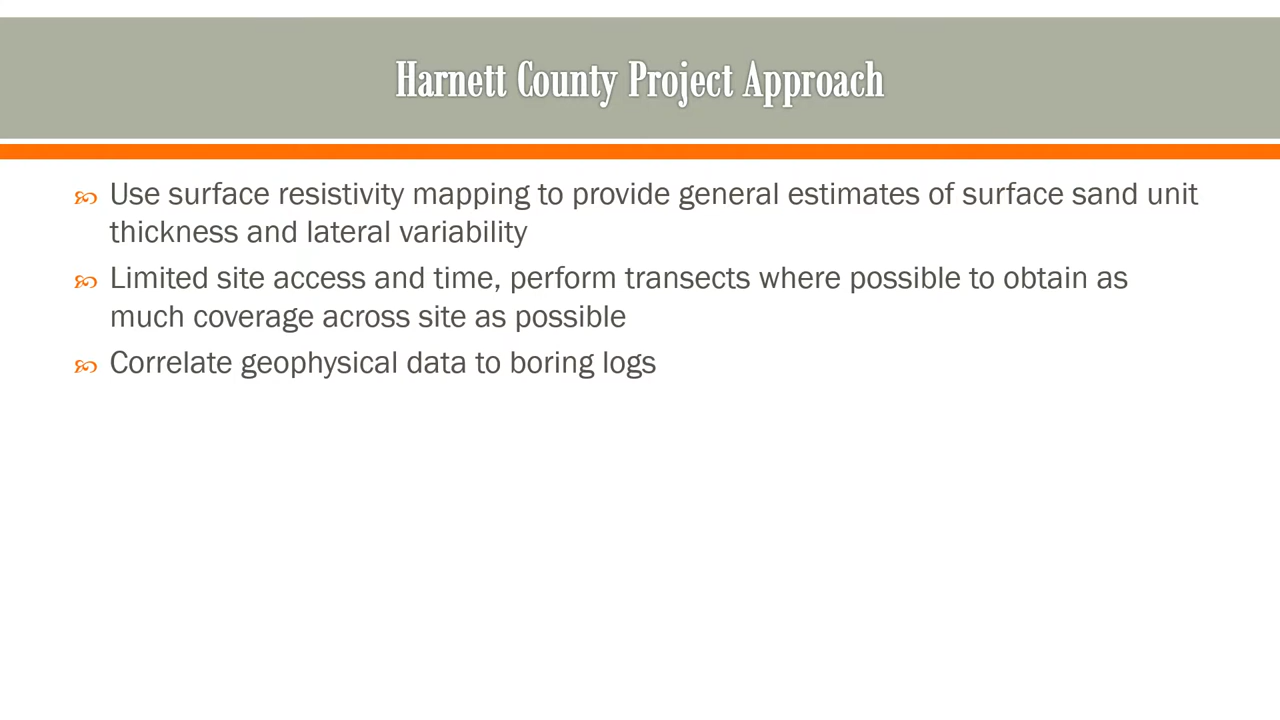 Harnett County Project Approach
Use surface resistivity mapping to provide general estimates of surface sand unit
thickness and lateral variability
Limited site access and time, perform transects where possible to obtain as
much coverage across site as possible
Correlate geophysical data to boring logs